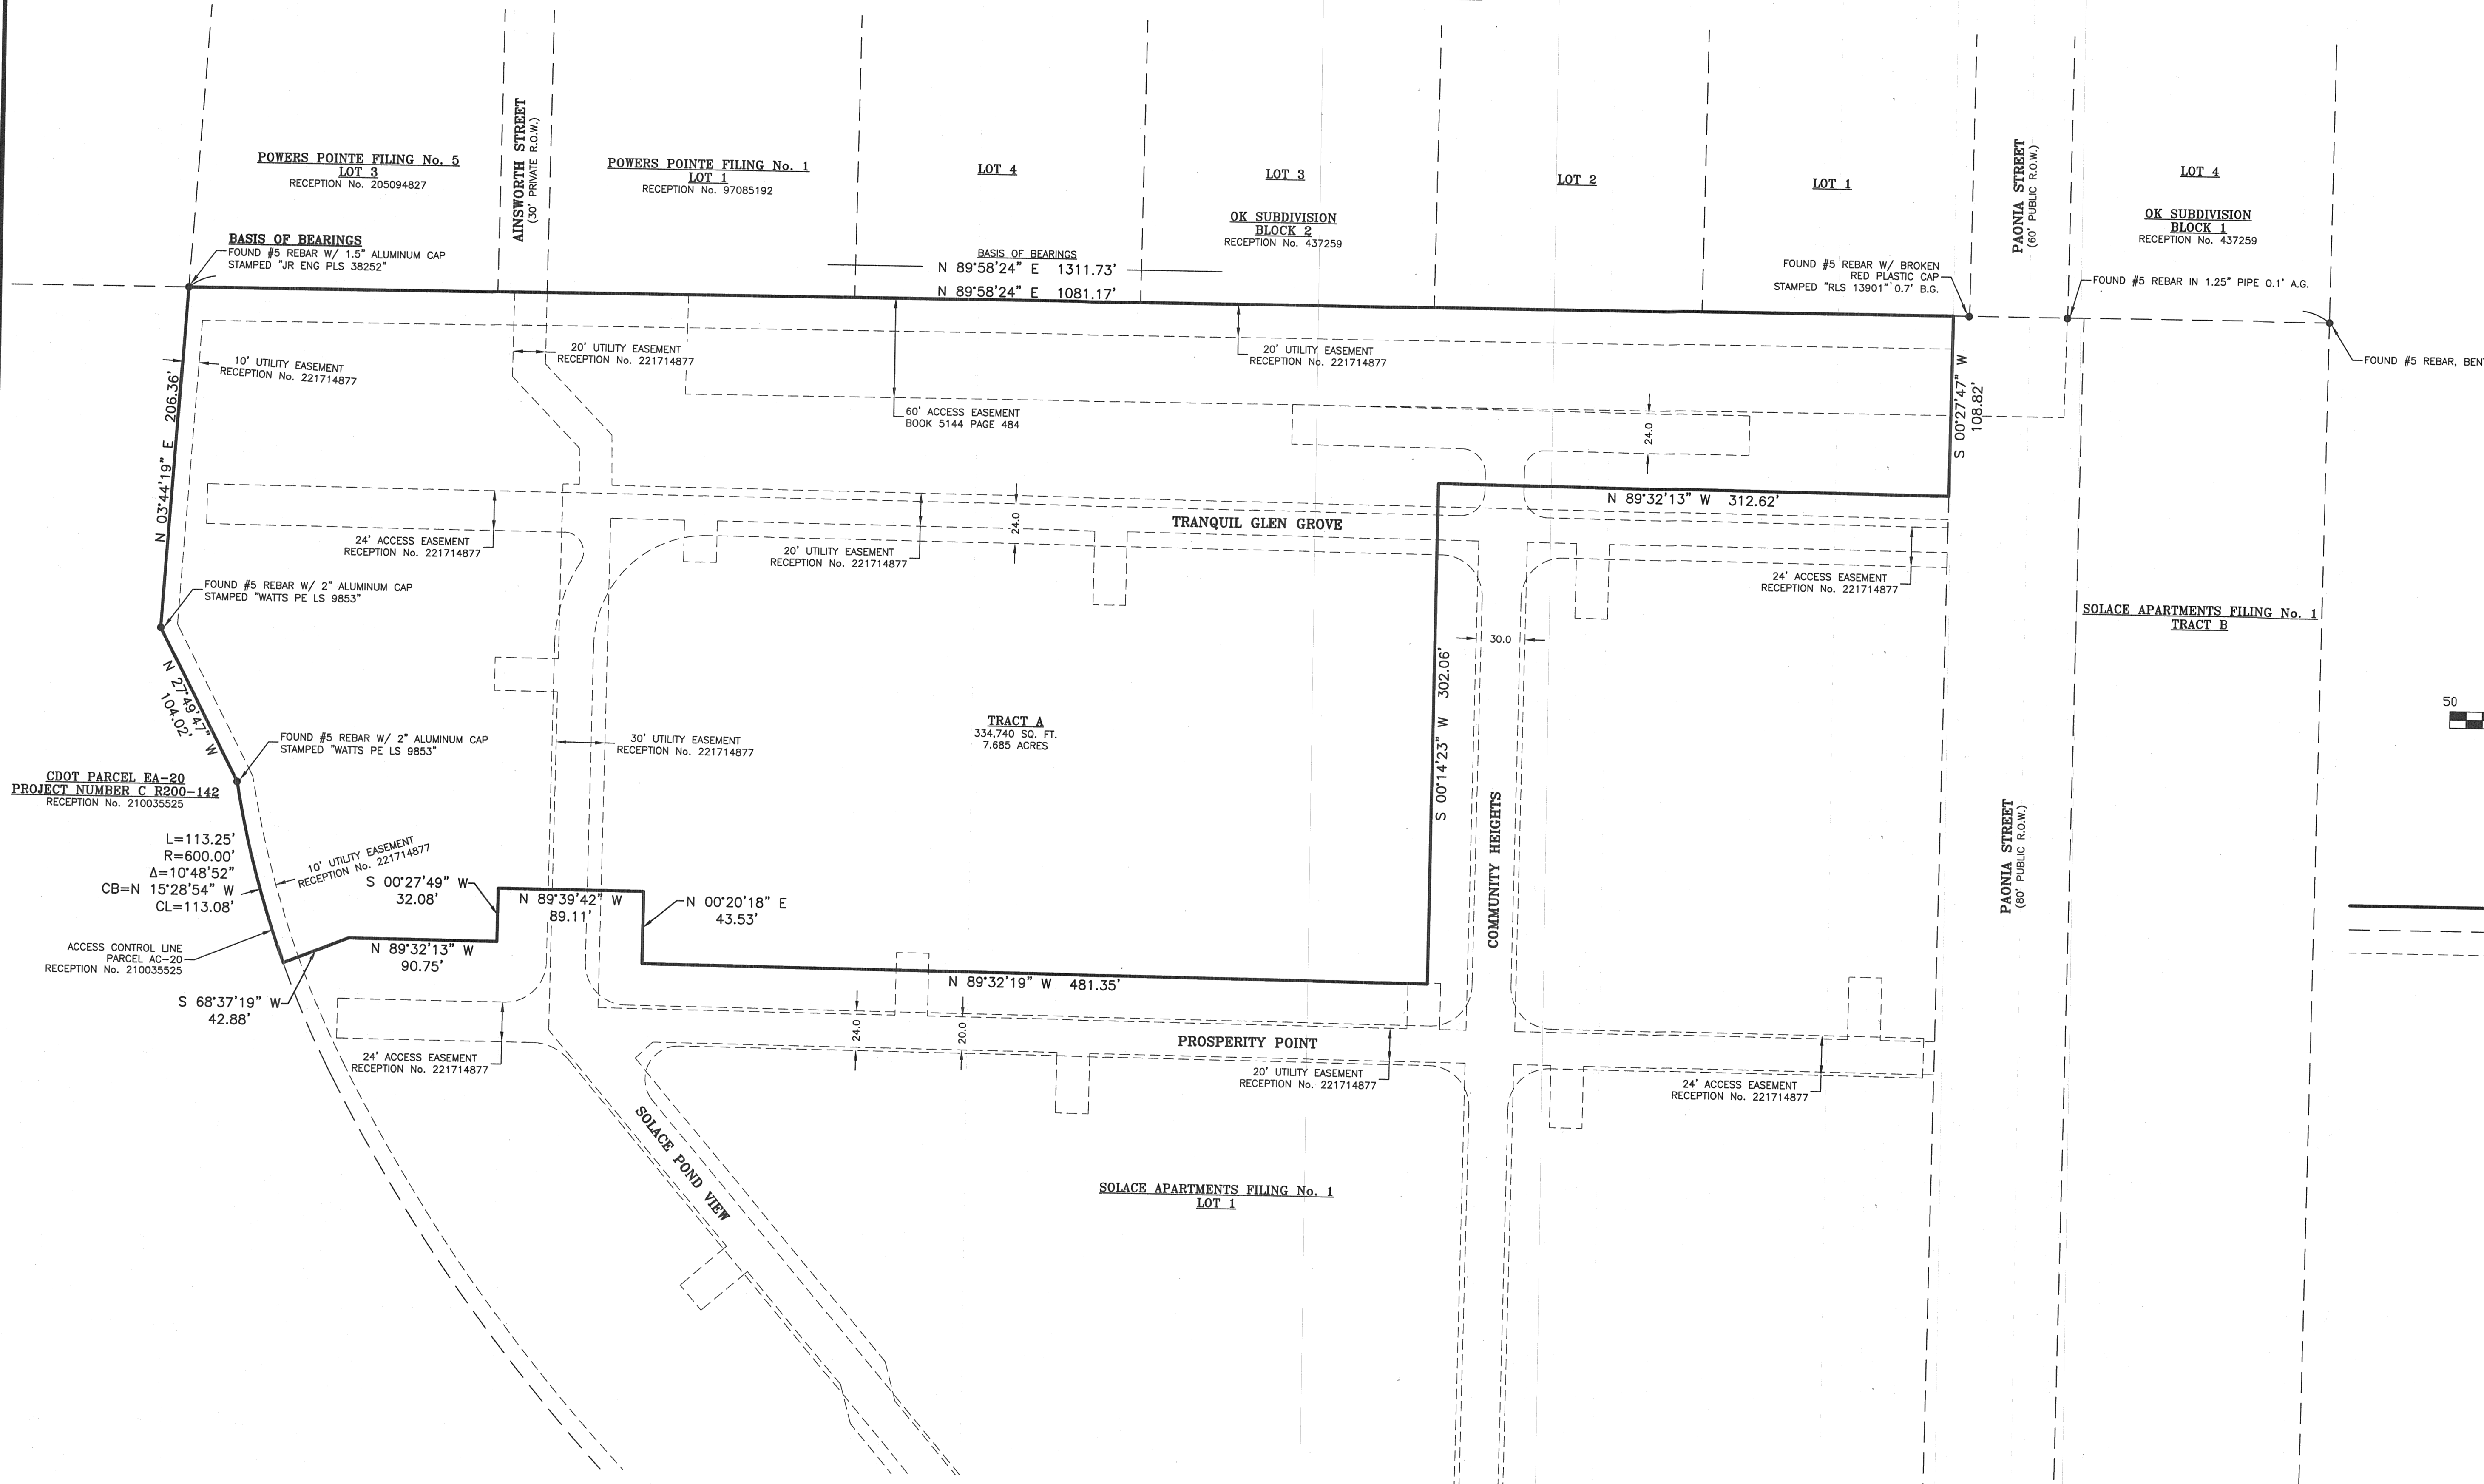 POWERS POINTE FILING No. 5
LOT 3
RECEPTION No. 205094827
AINSWORTH STREET
(30' PRIVATE R.O.W.)
POWERS POINTE FILING No. 1
LOT 1
RECEPTION No. 97085192
LOT 4
LOT 3
OK SUBDIVISION
BLOCK 2
RECEPTION No. 437259
LOT 2
LOT 1
PAONIA STREET
(60' PUBLIC R.O.W.)
LOT 4
OK SUBDIVISION
BLOCK 1
RECEPTION No. 437259
BASIS OF BEARINGS
FOUND #5 REBAR W/ 1.5" ALUMINUM CAP
STAMPED "JR ENG PLS 38252"
BASIS OF BEARINGS
N 89°58'24" E 1311.73'
N 89°58'24" E 1081.17'
FOUND #5 REBAR W/ BROKEN
RED PLASTIC CAP
STAMPED "RLS 13901" 0.7' B.G.
FOUND #5 REBAR IN 1.25" PIPE 0.1' A.G.
FOUND #5 REBAR, BEN
10' UTILITY EASEMENT
RECEPTION No. 221714877
20' UTILITY EASEMENT
RECEPTION No. 221714877
20' UTILITY EASEMENT
RECEPTION No. 221714877
60' ACCESS EASEMENT
BOOK 5144 PAGE 484
24.0
S 00°27'47" W
108.82'
N 03°44'19" E 206.36'
N 89°32'13" W 312.62'
24' ACCESS EASEMENT
RECEPTION No. 221714877
20' UTILITY EASEMENT
RECEPTION No. 221714877
24.0
TRANQUIL GLEN GROVE
24' ACCESS EASEMENT
RECEPTION No. 221714877
FOUND #5 REBAR W/ 2" ALUMINUM CAP
STAMPED "WATTS PE LS 9853"
SOLACE APARTMENTS FILING No. 1
TRACT B
30.0
N 27°49'47" W
104.02'
S 00°14'23" W 302.06'
TRACT A
334,740 SQ. FT.
7.685 ACRES
50
FOUND #5 REBAR W/ 2" ALUMINUM CAP
STAMPED "WATTS PE LS 9853"
30' UTILITY EASEMENT
RECEPTION No. 221714877
CDOT PARCEL EA-20
PROJECT NUMBER C R200-142
RECEPTION No. 210035525
L=113.25'
R=600.00'
Δ=10°48'52"
CB=N 15°28'54" W
CL=113.08'
10' UTILITY EASEMENT
RECEPTION No. 221714877
S 00°27'49" W
32.08'
N 89°39'42" W
89.11'
N 00°20'18" E
43.53'
COMMUNITY HEIGHTS
PAONIA STREET
(80' PUBLIC R.O.W.)
ACCESS CONTROL LINE
PARCEL AC-20
RECEPTION No. 210035525
N 89°32'13" W
90.75'
S 68°37'19" W
42.88'
N 89°32'19" W 481.35'
24.0
20.0
PROSPERITY POINT
24' ACCESS EASEMENT
RECEPTION No. 221714877
20' UTILITY EASEMENT
RECEPTION No. 221714877
24' ACCESS EASEMENT
RECEPTION No. 221714877
SOLACE POND VIEW
SOLACE APARTMENTS FILING No. 1
LOT 1